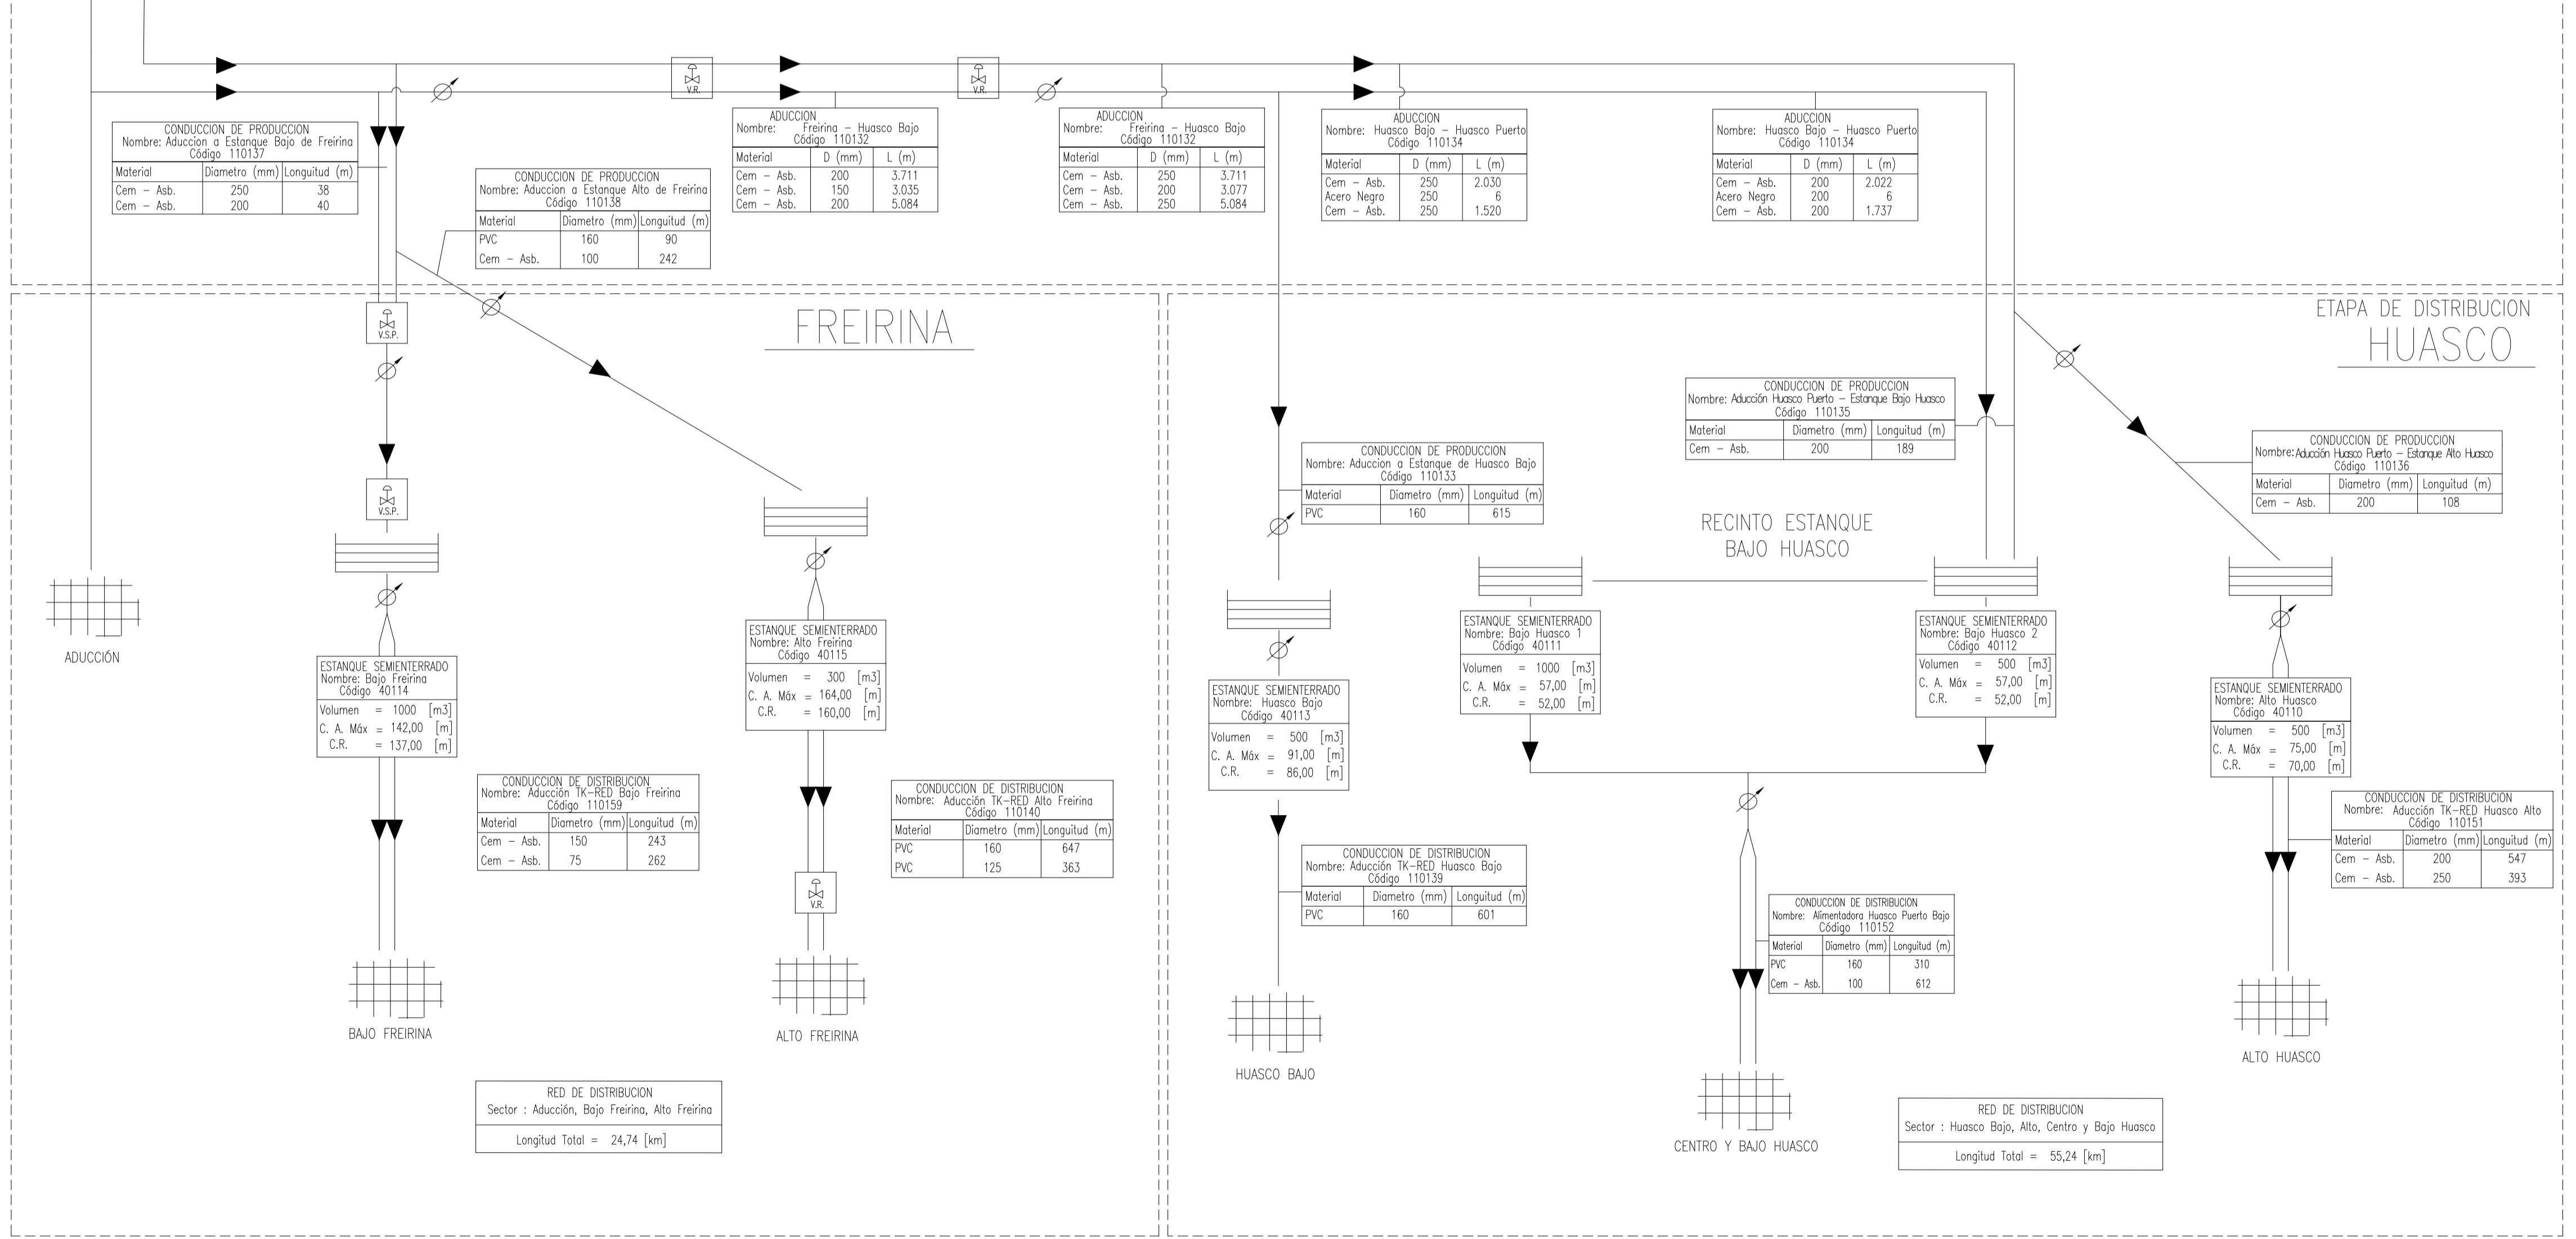 V.R.
V.R.
CONDUCCION DE PRODUCCION
Nombre: Aduccion a Estanque Bajo de Freirina
Código 110137
Material Diametro (mm) Longuitud (m)
Cem – Asb. 250 38
Cem – Asb. 200 40
CONDUCCION DE PRODUCCION
Nombre: Aduccion a Estanque Alto de Freirina
Código 110138
Material Diametro (mm) Longuitud (m)
PVC 160 90
Cem – Asb. 100 242
ADUCCION
Nombre: Freirina – Huasco Bajo
Código 110132
Material D (mm) L (m)
Cem – Asb. 200 3.711
Cem – Asb. 150 3.035
Cem – Asb. 200 5.084
ADUCCION
Nombre: Freirina – Huasco Bajo
Código 110132
Material D (mm) L (m)
Cem – Asb. 250 3.711
Cem – Asb. 200 3.077
Cem – Asb. 250 5.084
ADUCCION
Nombre: Huasco Bajo – Huasco Puerto
Código 110134
Material D (mm) L (m)
Cem – Asb. 250 2.030
Acero Negro 250 6
Cem – Asb. 250 1.520
ADUCCION
Nombre: Huasco Bajo – Huasco Puerto
Código 110134
Material D (mm) L (m)
Cem – Asb. 200 2.022
Acero Negro 200 6
Cem – Asb. 200 1.737
FREIRINA
V.S.P.
V.S.P.
ADUCCIÓN
ESTANQUE SEMIENTERRADO
Nombre: Bajo Freirina
Código 40114
Volumen = 1000 [m3]
C. A. Máx = 142,00 [m]
C.R. = 137,00 [m]
ESTANQUE SEMIENTERRADO
Nombre: Alto Freirina
Código 40115
Volumen = 300 [m3]
C. A. Máx = 164,00 [m]
C.R. = 160,00 [m]
CONDUCCION DE DISTRIBUCION
Nombre: Aducción TK–RED Bajo Freirina
Código 110159
Material Diametro (mm) Longuitud (m)
Cem – Asb. 150 243
Cem – Asb. 75 262
CONDUCCION DE DISTRIBUCION
Nombre: Aducción TK–RED Alto Freirina
Código 110140
Material Diametro (mm) Longuitud (m)
PVC 160 647
PVC 125 363
V.R.
BAJO FREIRINA
ALTO FREIRINA
RED DE DISTRIBUCION
Sector : Aducción, Bajo Freirina, Alto Freirina
Longitud Total = 24,74 [km]
ETAPA DE DISTRIBUCION
HUASCO
CONDUCCION DE PRODUCCION
Nombre: Aducción Huasco Puerto – Estanque Bajo Huasco
Código 110135
Material Diametro (mm) Longuitud (m)
Cem – Asb. 200 189
CONDUCCION DE PRODUCCION
Nombre: Aducción Huasco Puerto – Estanque Alto Huasco
Código 110136
Material Diametro (mm) Longuitud (m)
Cem – Asb. 200 108
CONDUCCION DE PRODUCCION
Nombre: Aduccion a Estanque de Huasco Bajo
Código 110133
Material Diametro (mm) Longuitud (m)
PVC 160 615
RECINTO ESTANQUE
BAJO HUASCO
ESTANQUE SEMIENTERRADO
Nombre: Huasco Bajo
Código 40113
Volumen = 500 [m3]
C. A. Máx = 91,00 [m]
C.R. = 86,00 [m]
ESTANQUE SEMIENTERRADO
Nombre: Bajo Huasco 1
Código 40111
Volumen = 1000 [m3]
C. A. Máx = 57,00 [m]
C.R. = 52,00 [m]
ESTANQUE SEMIENTERRADO
Nombre: Bajo Huasco 2
Código 40112
Volumen = 500 [m3]
C. A. Máx = 57,00 [m]
C.R. = 52,00 [m]
ESTANQUE SEMIENTERRADO
Nombre: Alto Huasco
Código 40110
Volumen = 500 [m3]
C. A. Máx = 75,00 [m]
C.R. = 70,00 [m]
CONDUCCION DE DISTRIBUCION
Nombre: Aducción TK–RED Huasco Bajo
Código 110139
Material Diametro (mm) Longuitud (m)
PVC 160 601
CONDUCCION DE DISTRIBUCION
Nombre: Alimentadora Huasco Puerto Bajo
Código 110152
Material Diametro (mm) Longuitud (m)
PVC 160 310
Cem – Asb. 100 612
CONDUCCION DE DISTRIBUCION
Nombre: Aducción TK–RED Huasco Alto
Código 110151
Material Diametro (mm) Longuitud (m)
Cem – Asb. 200 547
Cem – Asb. 250 393
HUASCO BAJO
CENTRO Y BAJO HUASCO
ALTO HUASCO
RED DE DISTRIBUCION
Sector : Huasco Bajo, Alto, Centro y Bajo Huasco
Longitud Total = 55,24 [km]